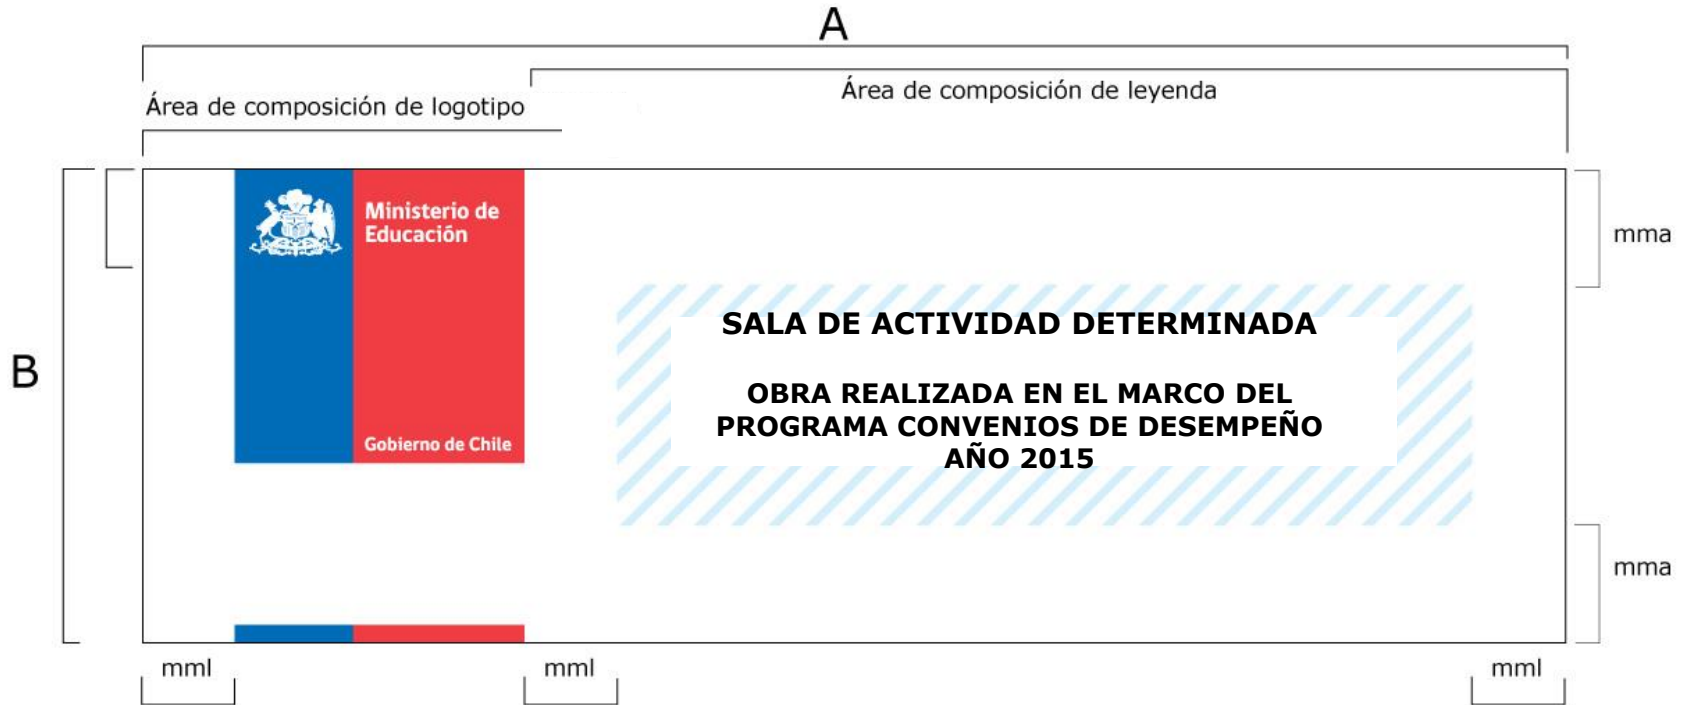 A
Área de composición de logotipo
Área de composición de leyenda
B
Ministerio de
Educación
Gobierno de Chile
SALA DE ACTIVIDAD DETERMINADA
OBRA REALIZADA EN EL MARCO DEL
PROGRAMA CONVENIOS DE DESEMPEÑO
AÑO 2015
mma
mma
mml
mml
mml